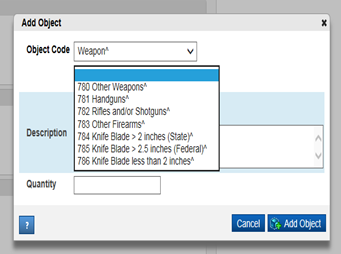 Add Object ×
Object Code Weapon^
780 Other Weapons^
781 Handguns^
782 Rifles and/or Shotguns^
783 Other Firearms^
784 Knife Blade > 2 inches (State)^
785 Knife Blade > 2.5 inches (Federal)^
786 Knife Blade less than 2 inches^
Description
Quantity
? Cancel Add Object